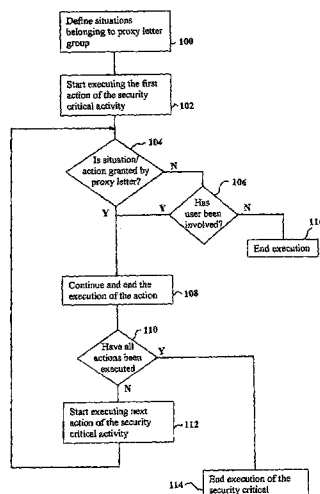 Define situations
belonging to proxy letter
group
100
Start executing the first
action of the security
critical activity
102
104
Is situation/
action granted by
proxy letter?
N
106
Y
Y
Has
user been
involved?
N
End execution
Continue and end the
execution of the action
108
110
Have all
actions been
executed
Y
N
Start executing next
action of the security
critical activity
112
114
End execution of the
security critical